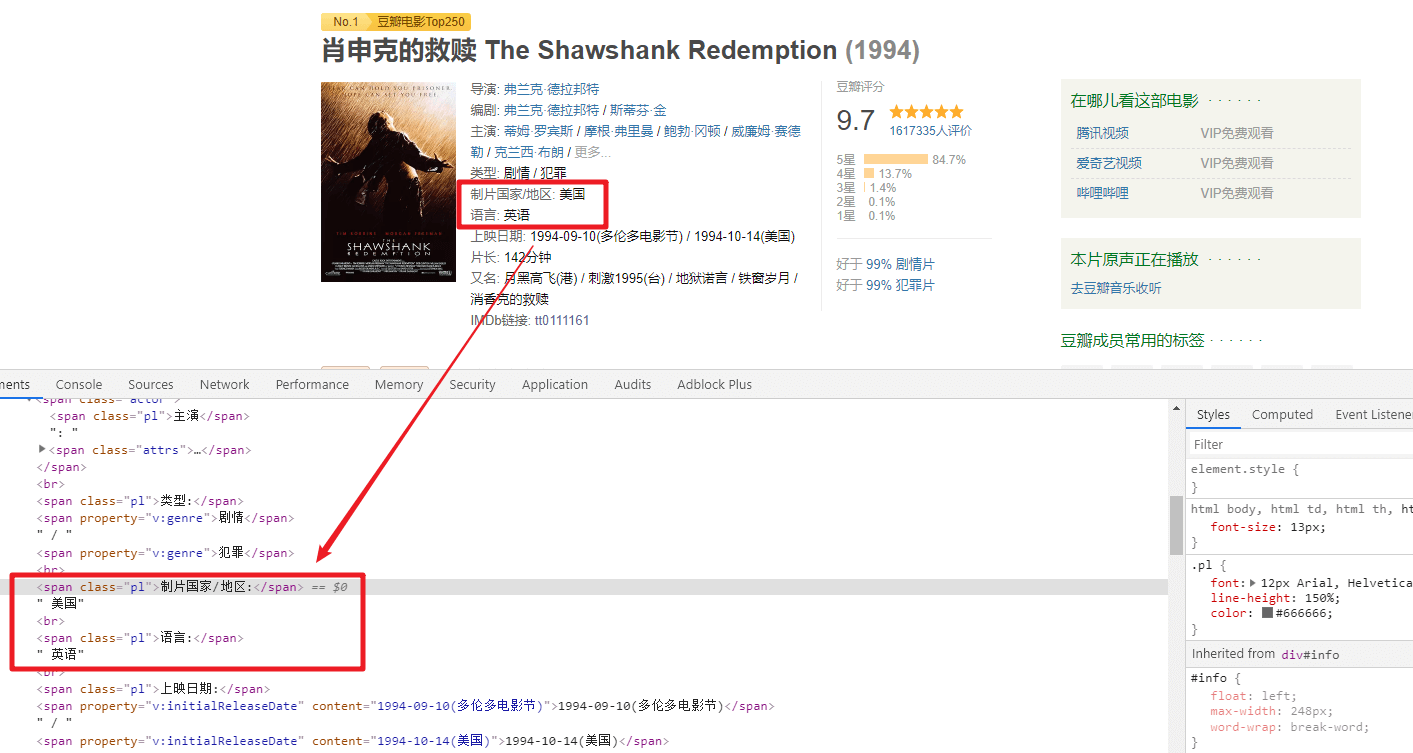 No.1 豆瓣电影Top250
肖申克的救赎 The Shawshank Redemption (1994)
FEAR CAN HOLD YOU PRISONER
HOPE CAN SET YOU FREE.
TIM ROBBINS MORGAN FREEMAN
THE
SHAWSHANK
REDEMPTION
导演: 弗兰克·德拉邦特
编剧: 弗兰克·德拉邦特 / 斯蒂芬·金
主演: 蒂姆·罗宾斯 / 摩根·弗里曼 / 鲍勃·冈顿 / 威廉姆·赛德
勒 / 克兰西·布朗 / 更多...
类型: 剧情 / 犯罪
制片国家/地区: 美国
语言: 英语
上映日期: 1994-09-10(多伦多电影节) / 1994-10-14(美国)
片长: 142分钟
又名: 月黑高飞(港) / 刺激1995(台) / 地狱诺言 / 铁窗岁月 /
消香克的救赎
IMDb链接: tt0111161
豆瓣评分
9.7
1617335人评价
5星 84.7%
4星 13.7%
3星 1.4%
2星 0.1%
1星 0.1%
好于 99% 剧情片
好于 99% 犯罪片
在哪儿看这部电影 · · · · · ·
腾讯视频 VIP免费观看
爱奇艺视频 VIP免费观看
哔哩哔哩 VIP免费观看
本片原声正在播放 · · · · · ·
去豆瓣音乐收听
豆瓣成员常用的标签 · · · · · ·
ments Console Sources Network Performance Memory Security Application Audits Adblock Plus
<span class="actor">
<span class="pl">主演</span>
": "
<span class="attrs">…</span>
</span>
<br>
<span class="pl">类型:</span>
<span property="v:genre">剧情</span>
" / "
<span property="v:genre">犯罪</span>
<br>
<span class="pl">制片国家/地区:</span> == $0
" 美国"
<br>
<span class="pl">语言:</span>
" 英语"
<br>
<span class="pl">上映日期:</span>
<span property="v:initialReleaseDate" content="1994-09-10(多伦多电影节)">1994-09-10(多伦多电影节)</span>
" / "
<span property="v:initialReleaseDate" content="1994-10-14(美国)">1994-10-14(美国)</span>
Styles Computed Event Listener
Filter
element.style {
}
html body, html td, html th, ht
font-size: 13px;
}
.pl {
font: 12px Arial, Helvetica
line-height: 150%;
color: #666666;
}
Inherited from div#info
#info {
float: left;
max-width: 248px;
word-wrap: break-word;
}